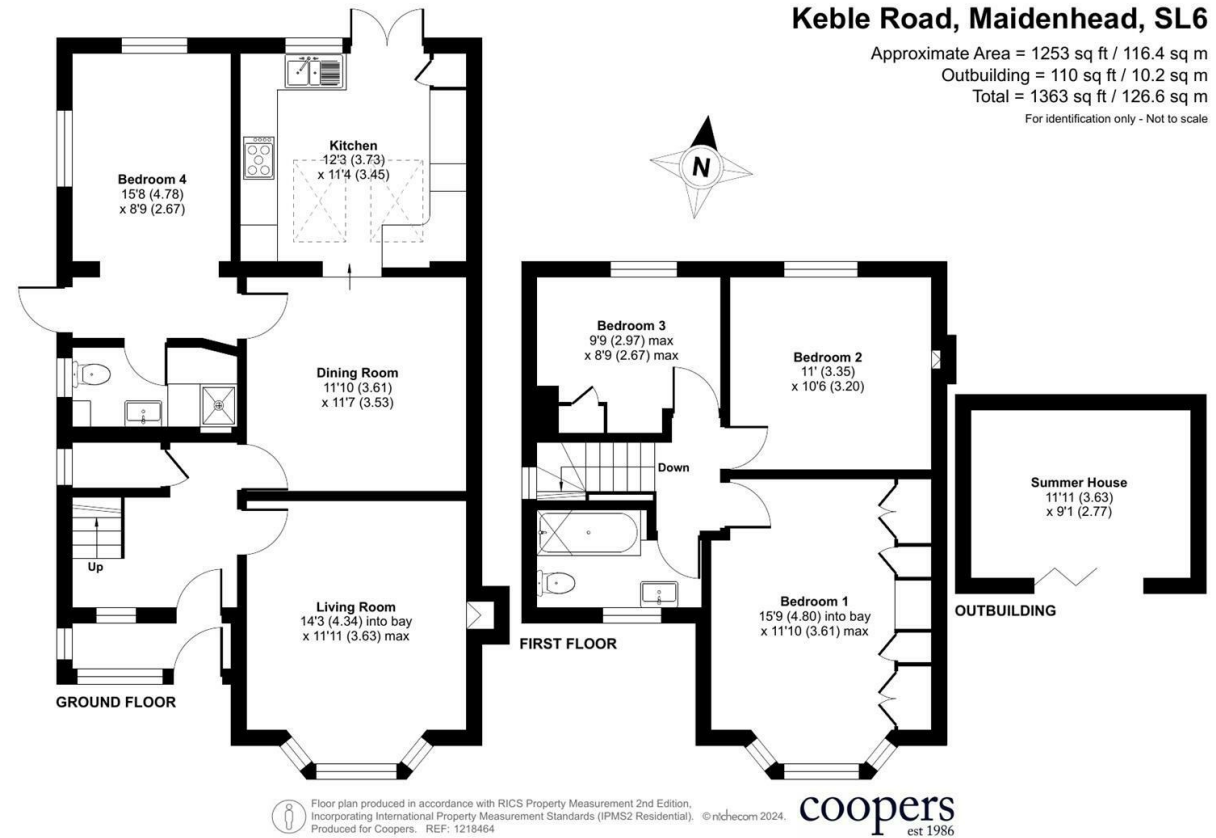 Keble Road, Maidenhead, SL6
Approximate Area = 1253 sq ft / 116.4 sq m
Outbuilding = 110 sq ft / 10.2 sq m
Total = 1363 sq ft / 126.6 sq m
For identification only - Not to scale
N
Kitchen
12'3 (3.73)
x 11'4 (3.45)
Bedroom 4
15'8 (4.78)
x 8'9 (2.67)
Dining Room
11'10 (3.61)
x 11'7 (3.53)
Up
Living Room
14'3 (4.34) into bay
x 11'11 (3.63) max
GROUND FLOOR
Bedroom 3
9'9 (2.97) max
x 8'9 (2.67) max
Bedroom 2
11' (3.35)
x 10'6 (3.20)
Down
Bedroom 1
15'9 (4.80) into bay
x 11'10 (3.61) max
FIRST FLOOR
Summer House
11'11 (3.63)
x 9'1 (2.77)
OUTBUILDING
Floor plan produced in accordance with RICS Property Measurement 2nd Edition,
Incorporating International Property Measurement Standards (IPMS2 Residential). © nichecom 2024.
Produced for Coopers. REF: 1218464
coopers
est 1986